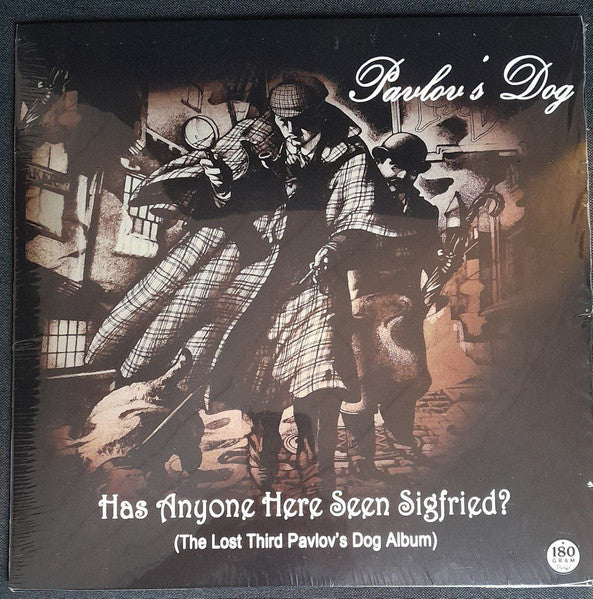 Pavlov's Dog
Has Anyone Here Seen Sigfried?
(The Lost Third Pavlov's Dog Album)
180
GRAM